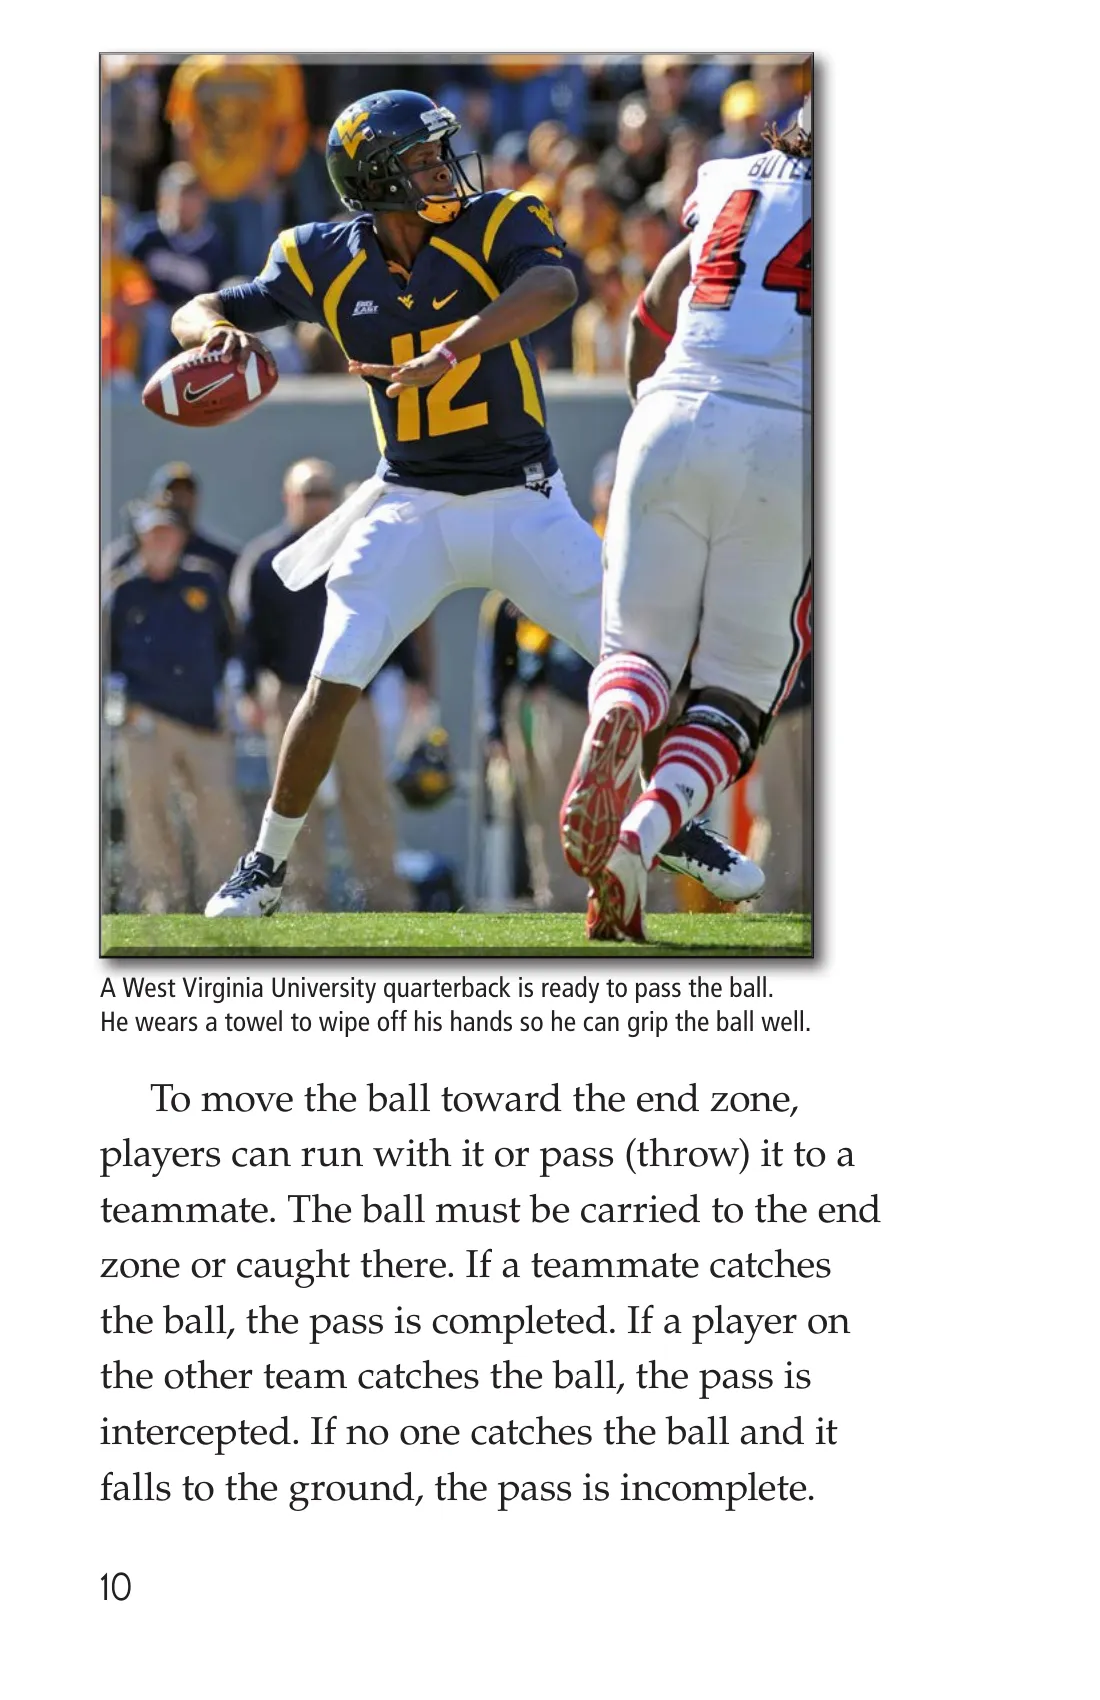 BIG
EAST
12
44
A West Virginia University quarterback is ready to pass the ball.
He wears a towel to wipe off his hands so he can grip the ball well.
To move the ball toward the end zone,
players can run with it or pass (throw) it to a
teammate. The ball must be carried to the end
zone or caught there. If a teammate catches
the ball, the pass is completed. If a player on
the other team catches the ball, the pass is
intercepted. If no one catches the ball and it
falls to the ground, the pass is incomplete.
10